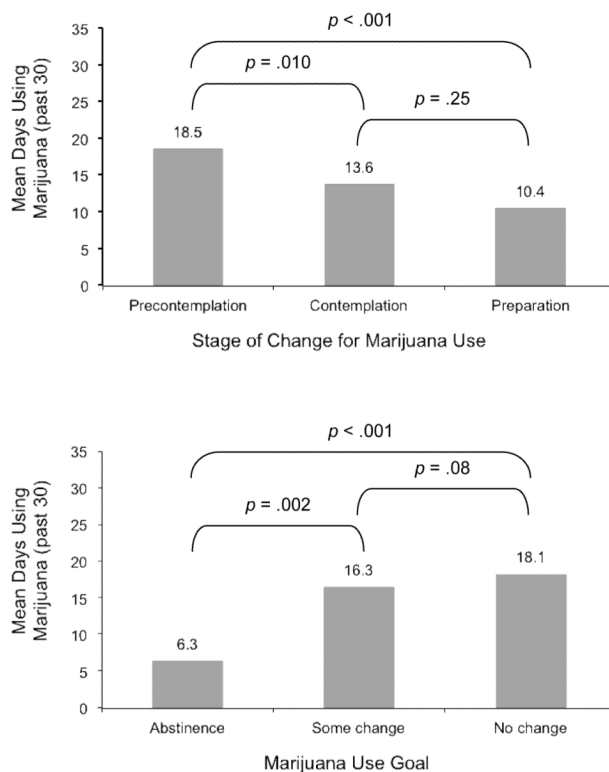 p < .001
p = .010
p = .25
Mean Days Using
Marijuana (past 30)
35
30
25
20
15
10
5
0
18.5
13.6
10.4
Precontemplation Contemplation Preparation
Stage of Change for Marijuana Use
p < .001
p = .08
p = .002
Mean Days Using
Marijuana (past 30)
35
30
25
20
15
10
5
0
6.3
16.3
18.1
Abstinence Some change No change
Marijuana Use Goal